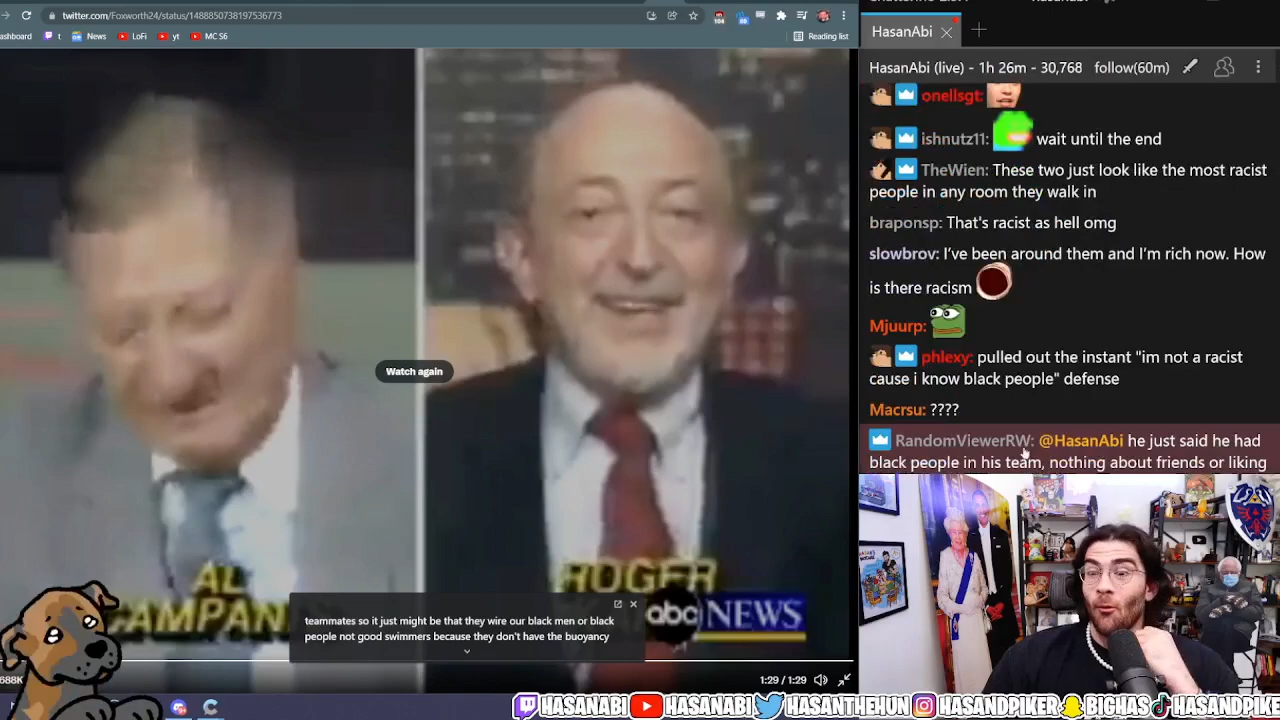 twitter.com/Foxworth24/status/1488850738197536773
104
ashboard
t
News
LoFi
yt
MC S6
Reading list
Watch again
AL
CAMPAN
ROGER
abc NEWS
teammates so it just might be that they wire our black men or black
people not good swimmers because they don't have the buoyancy
688K
1:29 / 1:29
HasanAbi
HasanAbi (live) - 1h 26m - 30,768
follow(60m)
onellsgt:
ishnutz11: wait until the end
TheWien: These two just look like the most racist
people in any room they walk in
braponsp: That's racist as hell omg
slowbrov: I've been around them and I'm rich now. How
is there racism
Mjuurp:
phlexy: pulled out the instant "im not a racist
cause i know black people" defense
Macrsu: ????
RandomViewerRW: @HasanAbi he just said he had
black people in his team, nothing about friends or liking
HASANABI HASANABI HASANTHEHUN HASANDPIKER BIGHAS HASANDPIKER